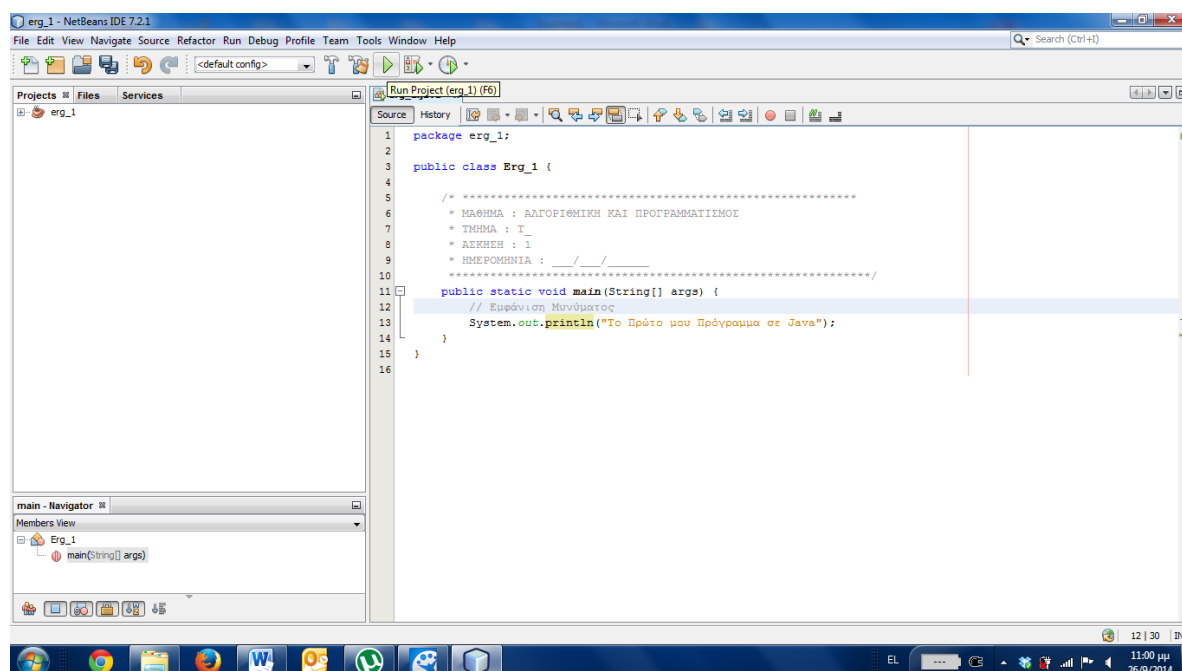 erg_1 - NetBeans IDE 7.2.1
File Edit View Navigate Source Refactor Run Debug Profile Team Tools Window Help
Search (Ctrl+I)
<default config>
Run Project (erg_1) (F6)
Projects Files Services
erg_1
Source History
1 package erg_1;
2
3 public class Erg_1 {
4
5 /* *********************************************************
6 * ΜΑΘΗΜΑ : ΑΛΓΟΡΙΘΜΙΚΗ ΚΑΙ ΠΡΟΓΡΑΜΜΑΤΙΣΜΟΣ
7 * ΤΜΗΜΑ : Τ_
8 * ΑΣΚΗΣΗ : 1
9 * ΗΜΕΡΟΜΗΝΙΑ : ___/___/______
10 *************************************************************/
11 public static void main(String[] args) {
12 // Εμφάνιση Μυνύματος
13 System.out.println("Το Πρώτο μου Πρόγραμμα σε Java");
14 }
15 }
16
main - Navigator
Members View
Erg_1
main(String[] args)
12 | 30
EL
11:00 μμ
26/9/2014